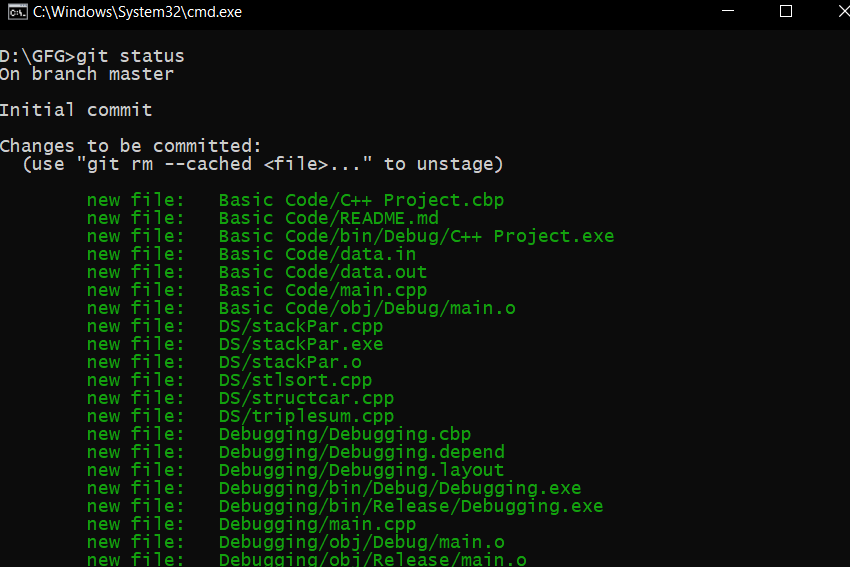 C:\Windows\System32\cmd.exe
D:\GFG>git status
On branch master
Initial commit
Changes to be committed:
  (use "git rm --cached <file>..." to unstage)
        new file:   Basic Code/C++ Project.cbp
        new file:   Basic Code/README.md
        new file:   Basic Code/bin/Debug/C++ Project.exe
        new file:   Basic Code/data.in
        new file:   Basic Code/data.out
        new file:   Basic Code/main.cpp
        new file:   Basic Code/obj/Debug/main.o
        new file:   DS/stackPar.cpp
        new file:   DS/stackPar.exe
        new file:   DS/stackPar.o
        new file:   DS/stlsort.cpp
        new file:   DS/structcar.cpp
        new file:   DS/triplesum.cpp
        new file:   Debugging/Debugging.cbp
        new file:   Debugging/Debugging.depend
        new file:   Debugging/Debugging.layout
        new file:   Debugging/bin/Debug/Debugging.exe
        new file:   Debugging/bin/Release/Debugging.exe
        new file:   Debugging/main.cpp
        new file:   Debugging/obj/Debug/main.o
        new file:   Debugging/obj/Release/main.o